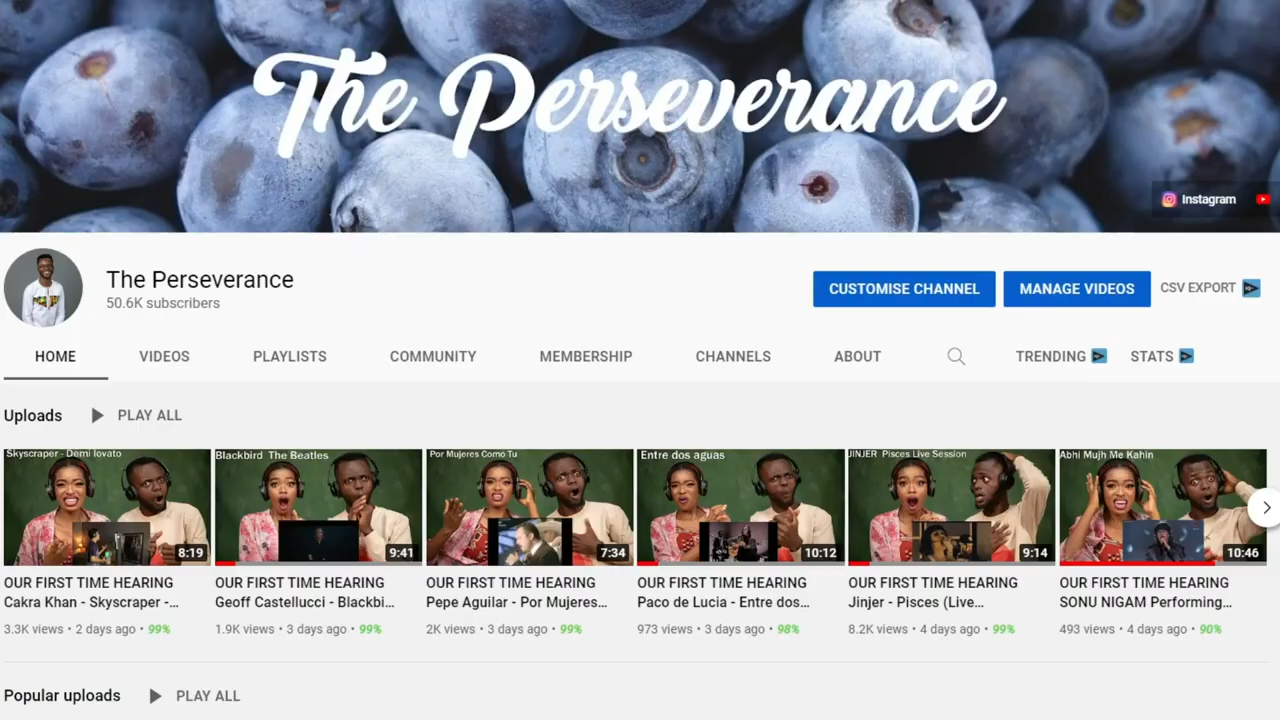 The Perseverance
Instagram
The Perseverance
50.6K subscribers
CUSTOMISE CHANNEL
MANAGE VIDEOS
CSV EXPORT
HOME
VIDEOS
PLAYLISTS
COMMUNITY
MEMBERSHIP
CHANNELS
ABOUT
TRENDING
STATS
Uploads
PLAY ALL
Skyscraper - Demi lovato
8:19
OUR FIRST TIME HEARING
Cakra Khan - Skyscraper -...
3.3K views • 2 days ago • 99%
Blackbird The Beatles
9:41
OUR FIRST TIME HEARING
Geoff Castellucci - Blackbi...
1.9K views • 3 days ago • 99%
Por Mujeres Como Tu
7:34
OUR FIRST TIME HEARING
Pepe Aguilar - Por Mujeres...
2K views • 3 days ago • 99%
Entre dos aguas
10:12
OUR FIRST TIME HEARING
Paco de Lucia - Entre dos...
973 views • 3 days ago • 98%
JINJER Pisces Live Session
9:14
OUR FIRST TIME HEARING
Jinjer - Pisces (Live...
8.2K views • 4 days ago • 99%
Abhi Mujh Me Kahin
10:46
OUR FIRST TIME HEARING
SONU NIGAM Performing...
493 views • 4 days ago • 90%
Popular uploads
PLAY ALL